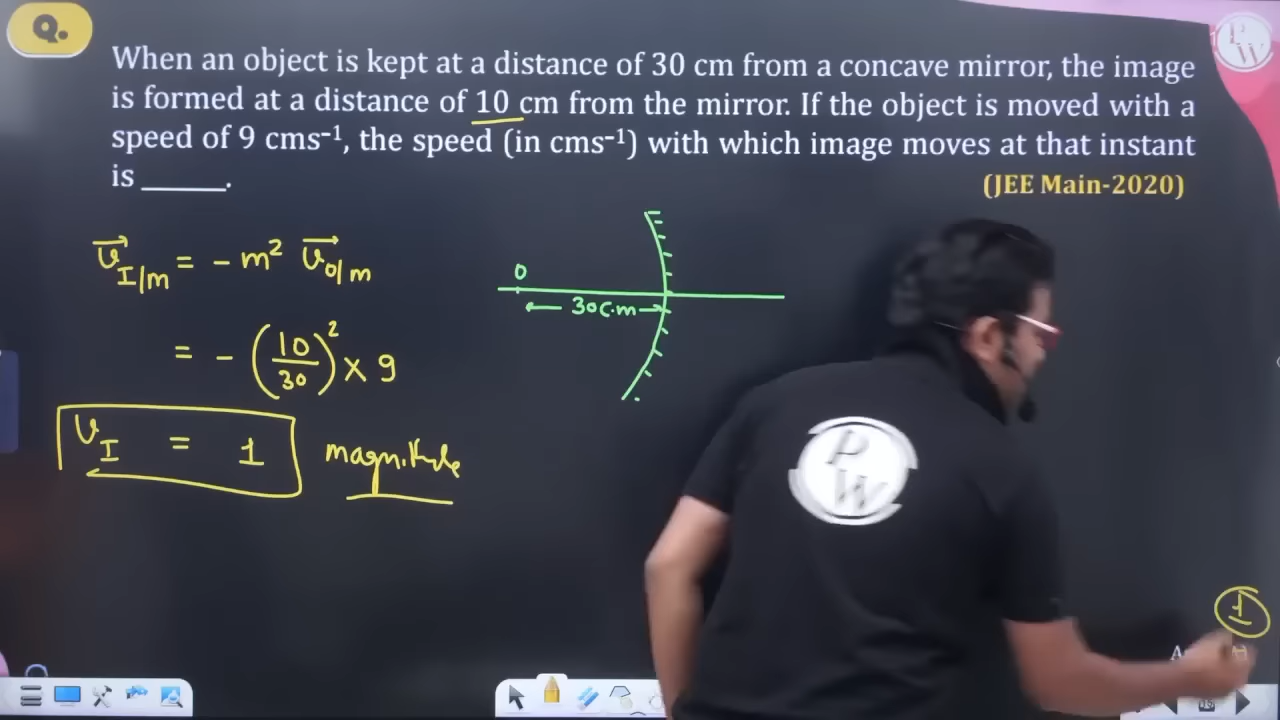 Q.
When an object is kept at a distance of 30 cm from a concave mirror, the image
is formed at a distance of 10 cm from the mirror. If the object is moved with a
speed of 9 cms⁻¹, the speed (in cms⁻¹) with which image moves at that instant
is ______.
(JEE Main-2020)
v⃗ I/m = - m² v⃗ o/m
= - (10/30)² × 9
v I = 1 magnitude
O
30c.m
P
W
P
W
1